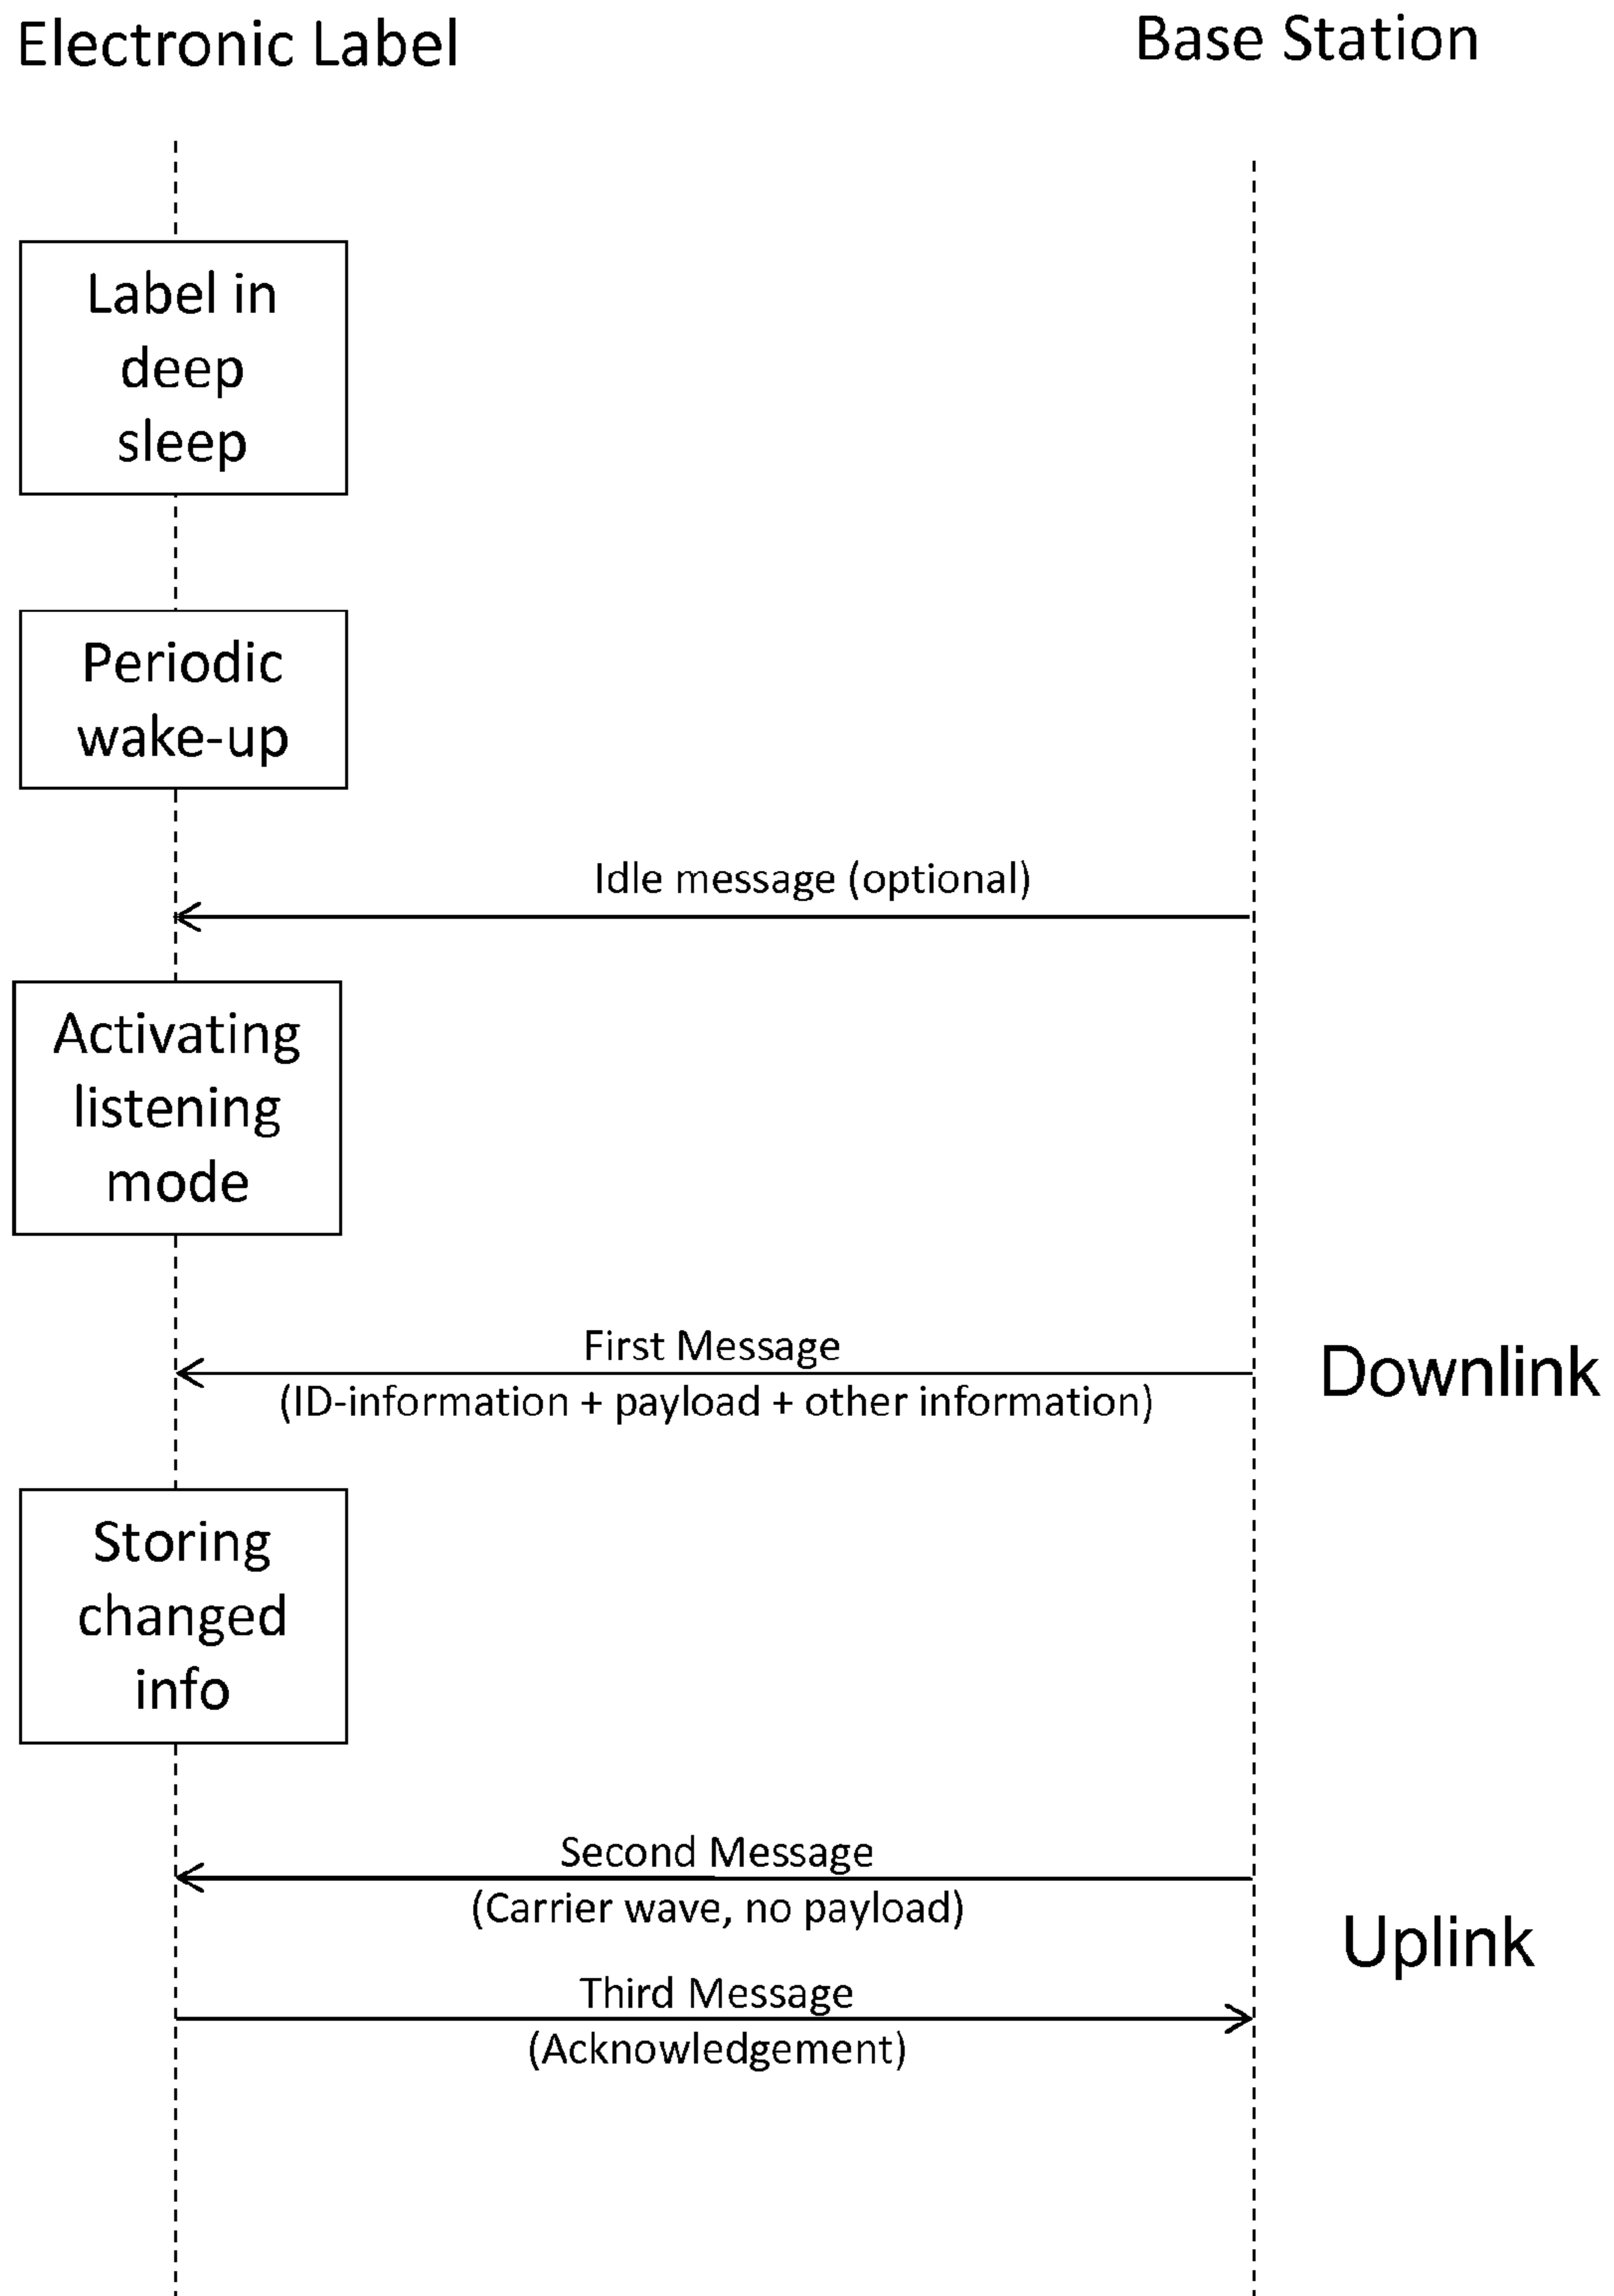 Electronic Label
Base Station
Label in
deep
sleep
Periodic
wake-up
Idle message (optional)
Activating
listening
mode
First Message
(ID-information + payload + other information)
Downlink
Storing
changed
info
Second Message
(Carrier wave, no payload)
Uplink
Third Message
(Acknowledgement)